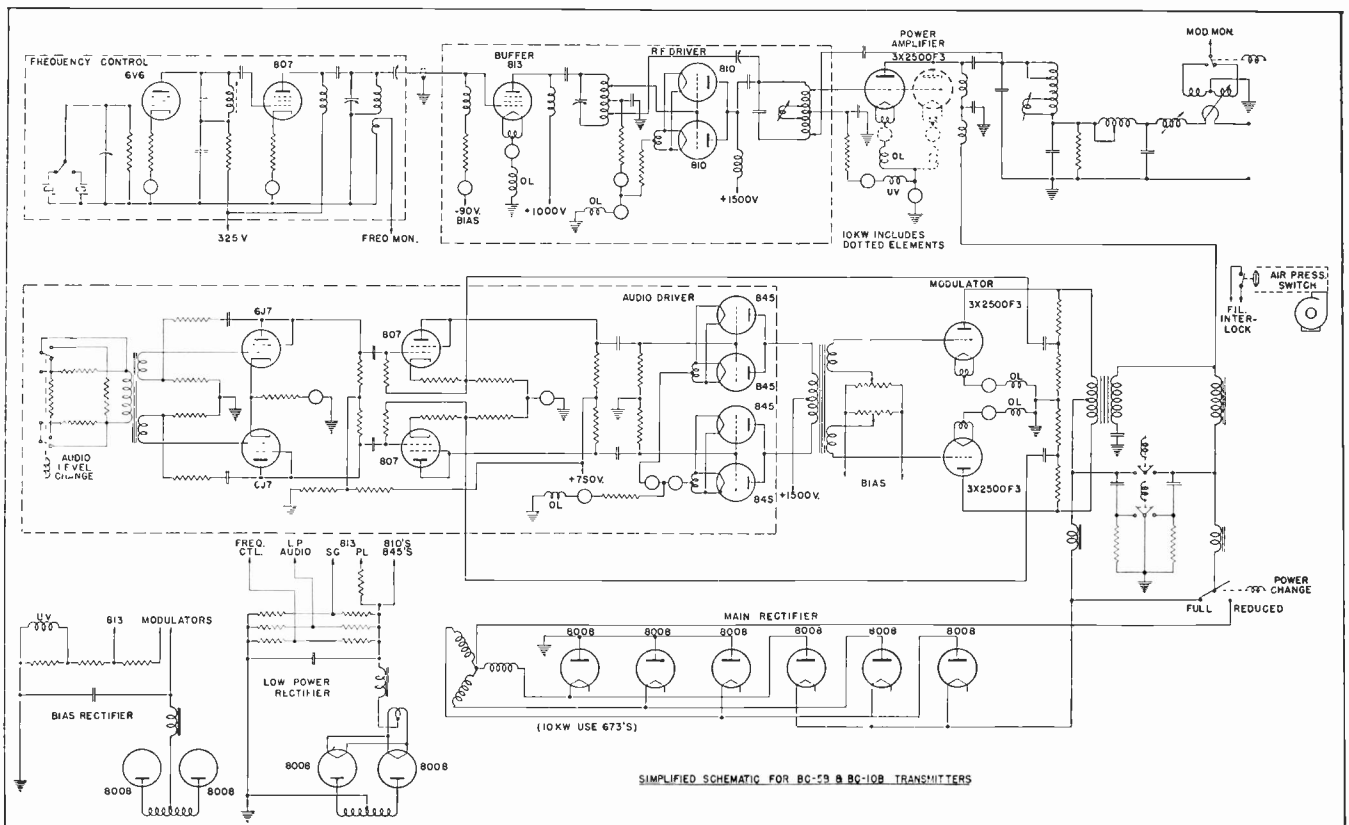 FREQUENCY CONTROL
6V6
807
325 V
FREQ MON.
BUFFER
813
RF DRIVER
810
810
OL
OL
-90V.
BIAS
+1000V
+1500V
POWER
AMPLIFIER
3X2500F3
OL
UV
10KW INCLUDES
DOTTED ELEMENTS
MOD. MON.
AIR PRESS.
SWITCH
FIL.
INTER-
LOCK
AUDIO
LEVEL
CHANGE
6J7
6J7
807
807
AUDIO DRIVER
845
845
845
845
+750V.
OL
+1500V.
BIAS
MODULATOR
3X2500F3
OL
OL
3X2500F3
POWER
CHANGE
FULL
REDUCED
FREQ.
CTL.
L.P
AUDIO
813
SG
PL
810'S
845'S
UV
813
MODULATORS
BIAS RECTIFIER
8008
8008
LOW POWER
RECTIFIER
8008
8008
MAIN RECTIFIER
8008
8008
8008
8008
8008
8008
(10KW USE 673'S)
SIMPLIFIED SCHEMATIC FOR BC-5B & BC-10B TRANSMITTERS